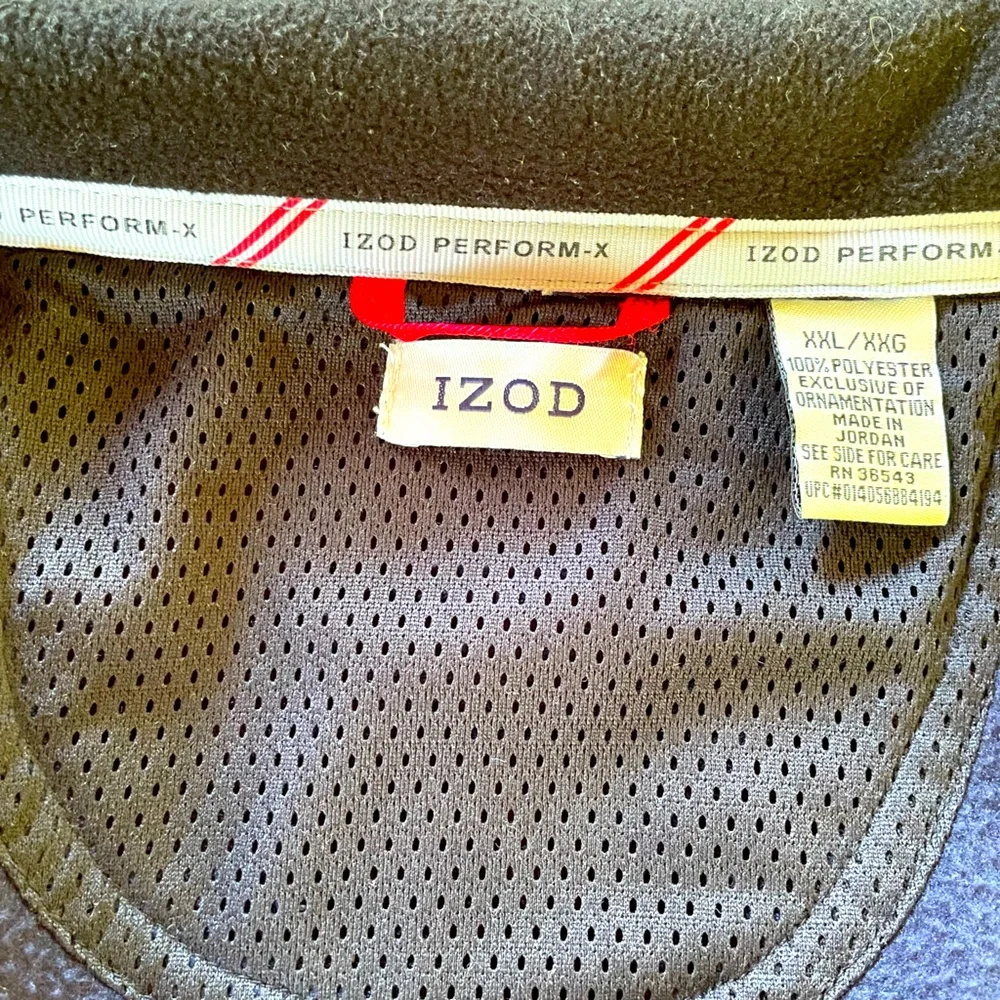 PERFORM-X IZOD PERFORM-X IZOD PERFORM
IZOD
XXL/XXG
100% POLYESTER
EXCLUSIVE OF
ORNAMENTATION
MADE IN
JORDAN
SEE SIDE FOR CARE
RN 36543
UPC#014056884194